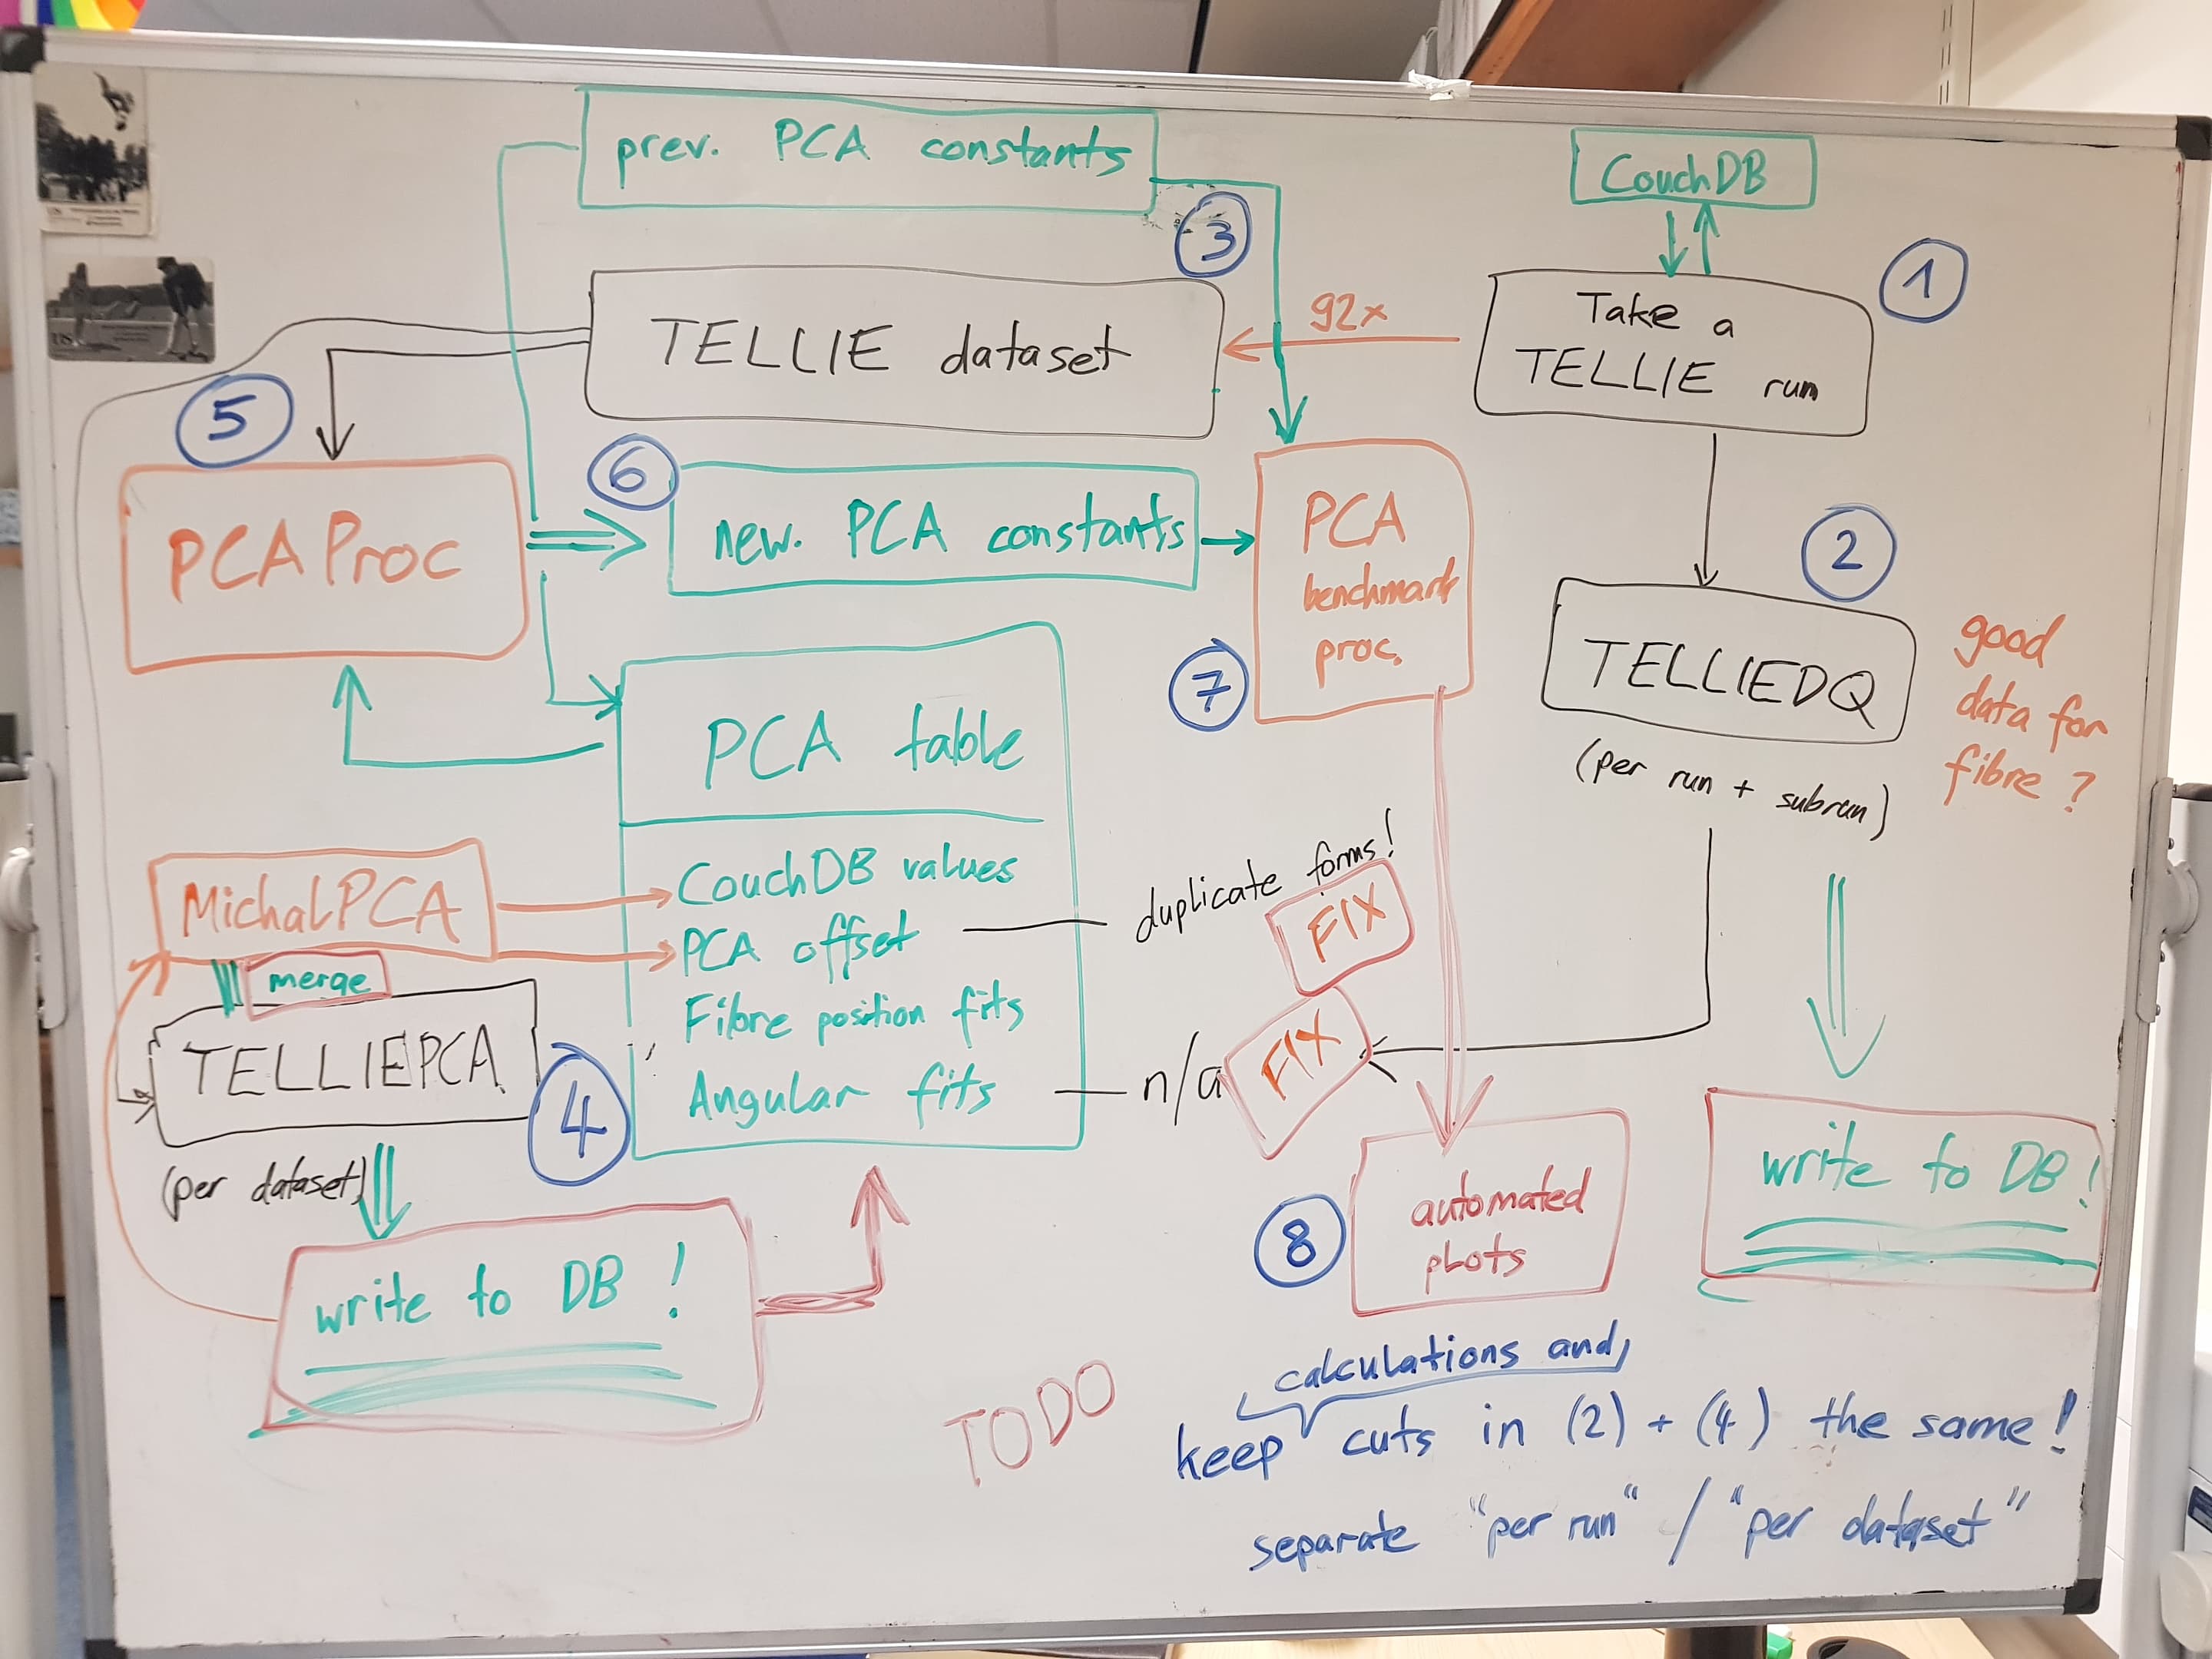 prev. PCA constants
CouchDB
3
1
TELLIE dataset
92x
Take a
TELLIE run
5
6
PCA Proc
new. PCA constants
PCA
benchmark
proc.
7
2
TELLIEDQ
(per run + subrun)
good
data for
fibre ?
PCA table
CouchDB values
PCA offset
Fibre position fits
Angular fits
duplicate forms!
FIX
n/a
FIX
MichalPCA
merge
TELLIEPCA
4
(per dataset)
write to DB !
automated
plots
8
write to DB !
TODO
calculations and
keep cuts in (2) + (4) the same!
separate "per run" / "per dataset"
US